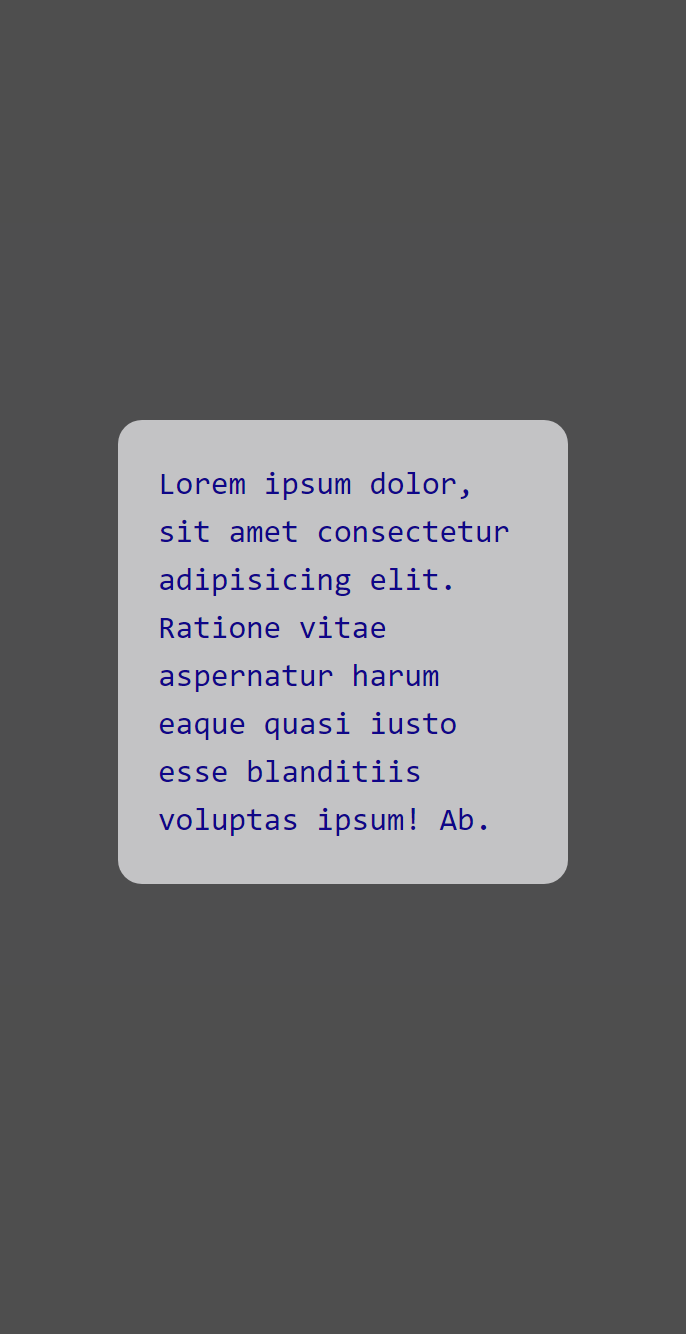 Lorem ipsum dolor,
sit amet consectetur
adipisicing elit.
Ratione vitae
aspernatur harum
eaque quasi iusto
esse blanditiis
voluptas ipsum! Ab.